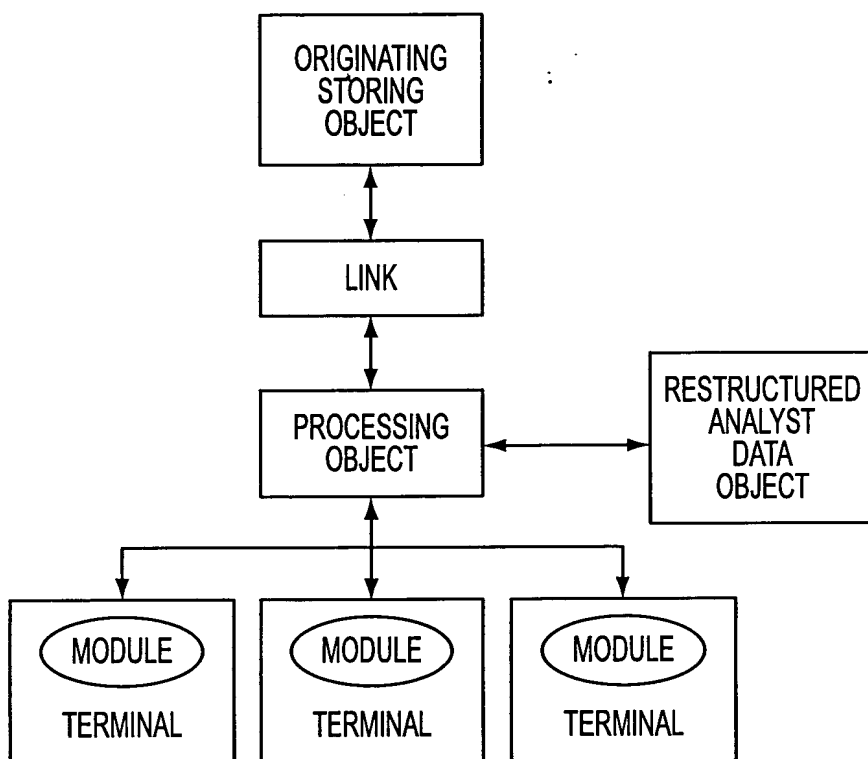 ORIGINATING
STORING
OBJECT
LINK
PROCESSING
OBJECT
RESTRUCTURED
ANALYST
DATA
OBJECT
MODULE
TERMINAL
MODULE
TERMINAL
MODULE
TERMINAL